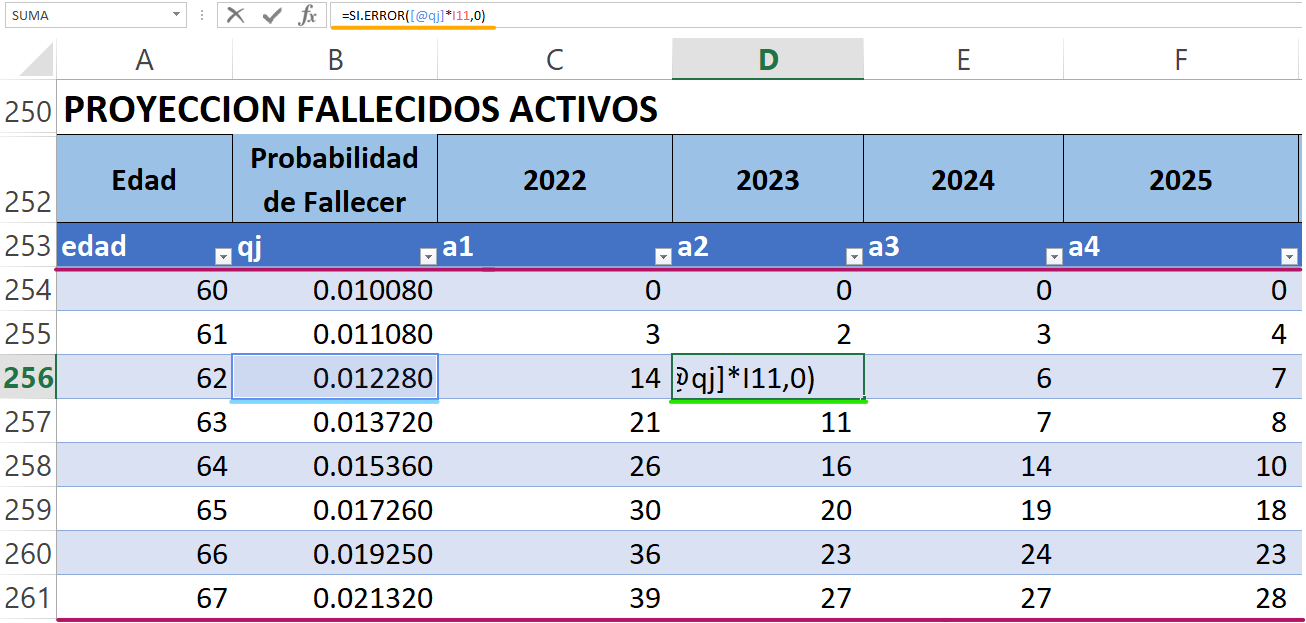 SUMA fx =SI.ERROR([@qj]*I11,0)
A B C D E F
250 PROYECCION FALLECIDOS ACTIVOS
Edad Probabilidad de Fallecer 2022 2023 2024 2025
252
253 edad qj a1 a2 a3 a4
254 60 0.010080 0 0 0 0
255 61 0.011080 3 2 3 4
256 62 0.012280 14 @qj]*I11,0) 6 7
257 63 0.013720 21 11 7 8
258 64 0.015360 26 16 14 10
259 65 0.017260 30 20 19 18
260 66 0.019250 36 23 24 23
261 67 0.021320 39 27 27 28